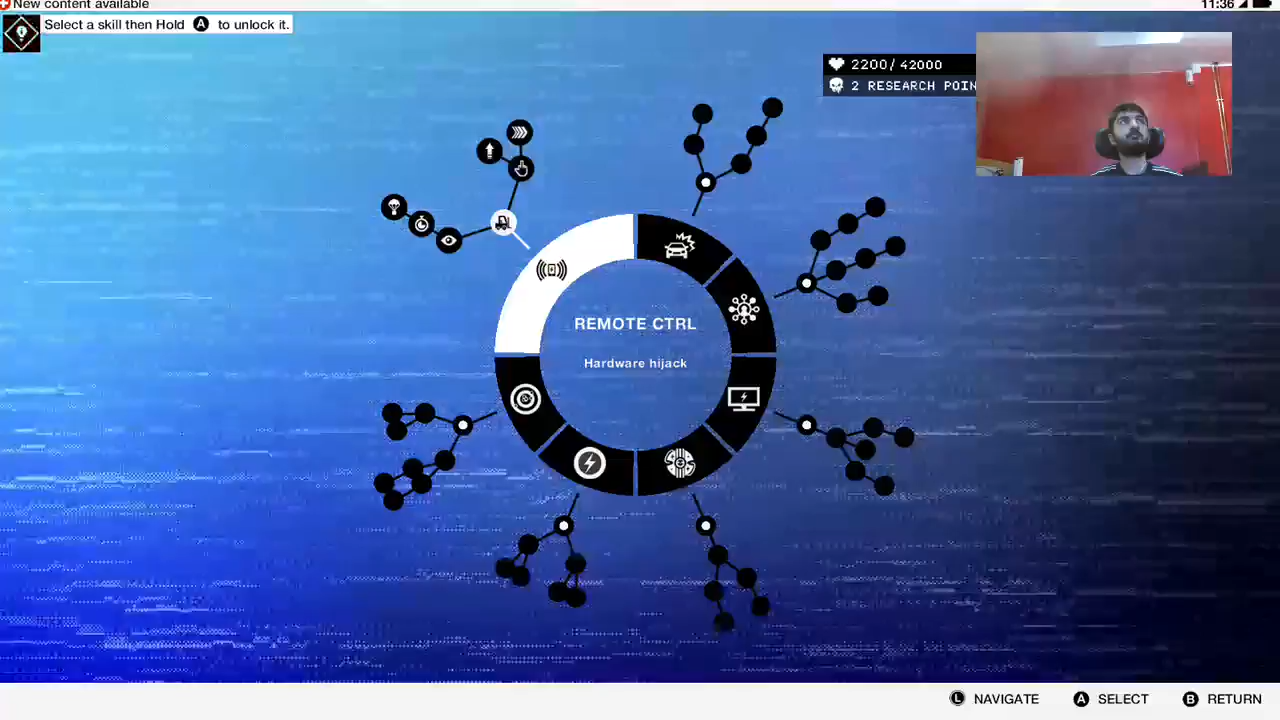 New content available
11:36
Select a skill then Hold A to unlock it.
2200/42000
2 RESEARCH POIN
REMOTE CTRL
Hardware hijack
L NAVIGATE A SELECT B RETURN